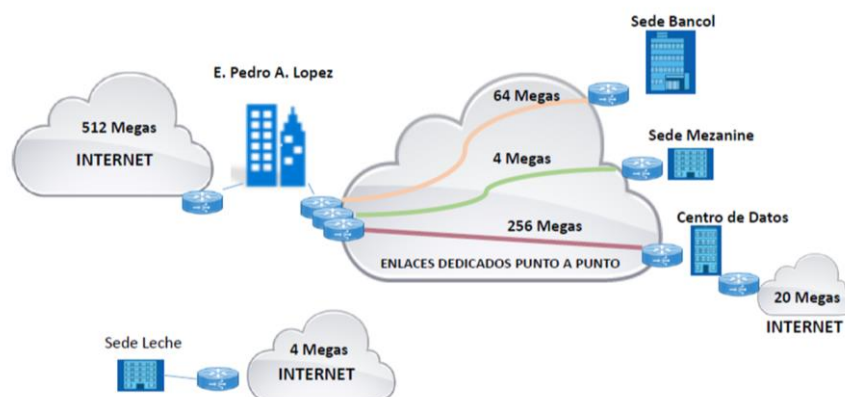 Sede Bancol
E. Pedro A. Lopez
64 Megas
512 Megas
INTERNET
Sede Mezanine
4 Megas
Centro de Datos
256 Megas
ENLACES DEDICADOS PUNTO A PUNTO
20 Megas
INTERNET
Sede Leche
4 Megas
INTERNET